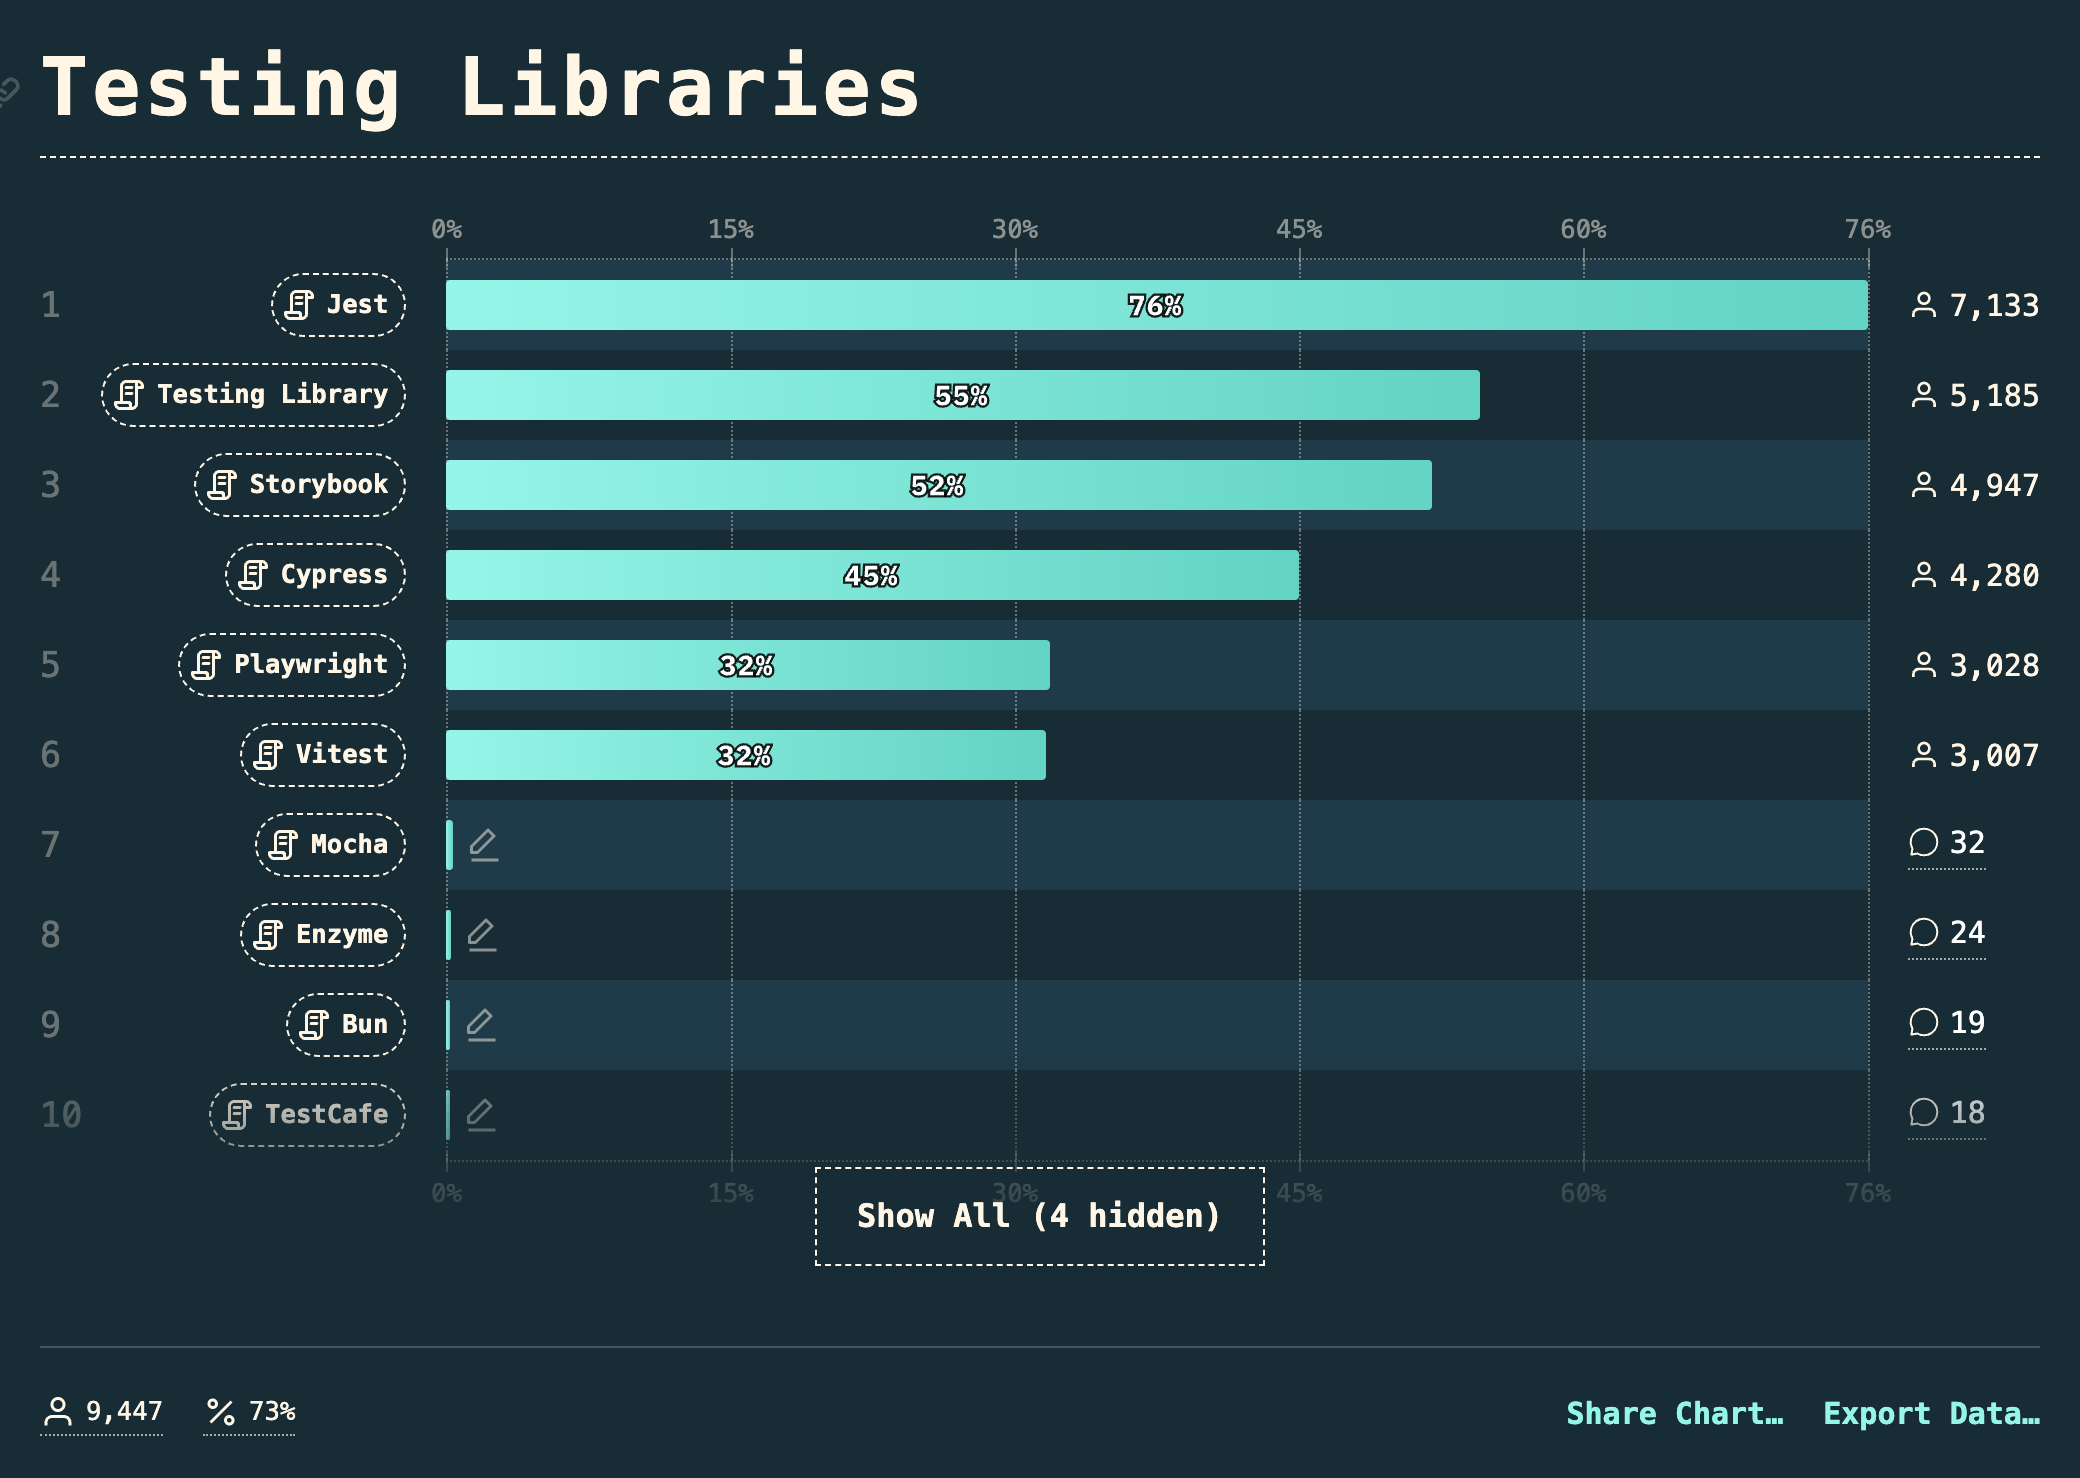 Testing Libraries
0% 15% 30% 45% 60% 76%
1 Jest 76% 7,133
2 Testing Library 55% 5,185
3 Storybook 52% 4,947
4 Cypress 45% 4,280
5 Playwright 32% 3,028
6 Vitest 32% 3,007
7 Mocha 32
8 Enzyme 24
9 Bun 19
10 TestCafe 18
0% 15% 30% 45% 60% 76%
Show All (4 hidden)
9,447 73% Share Chart… Export Data…